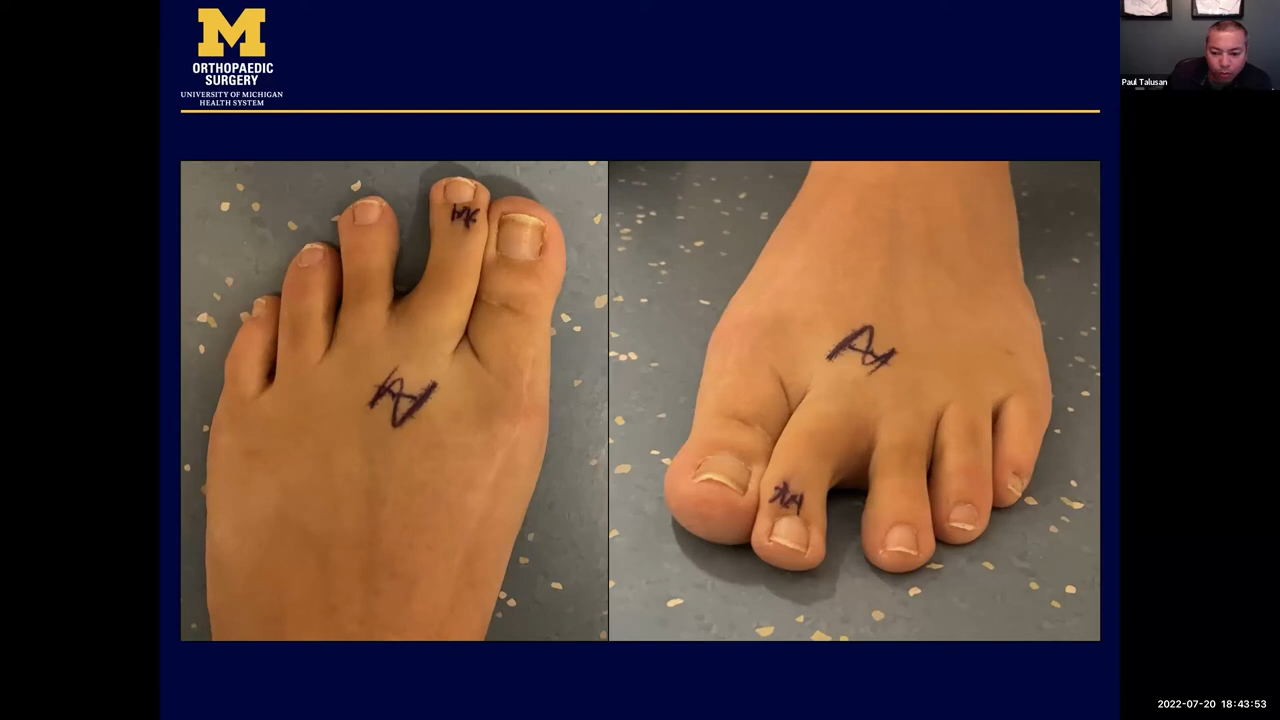 M
ORTHOPAEDIC
SURGERY
UNIVERSITY OF MICHIGAN
HEALTH SYSTEM
Paul Talusan
2022-07-20 18:43:53